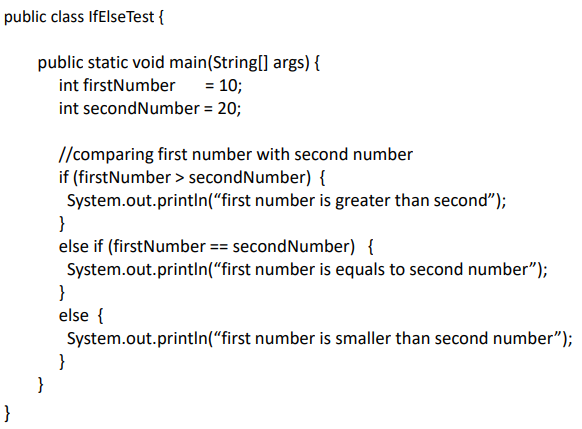 public class IfElseTest {
public static void main(String[] args) {
int firstNumber = 10;
int secondNumber = 20;
//comparing first number with second number
if (firstNumber > secondNumber) {
System.out.println(“first number is greater than second”);
}
else if (firstNumber == secondNumber) {
System.out.println(“first number is equals to second number”);
}
else {
System.out.println(“first number is smaller than second number”);
}
}
}